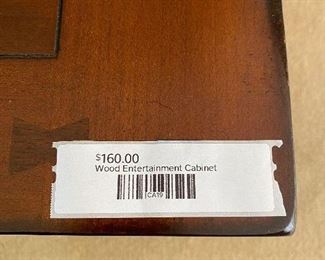 $160.00
Wood Entertainment Cabinet
CA19